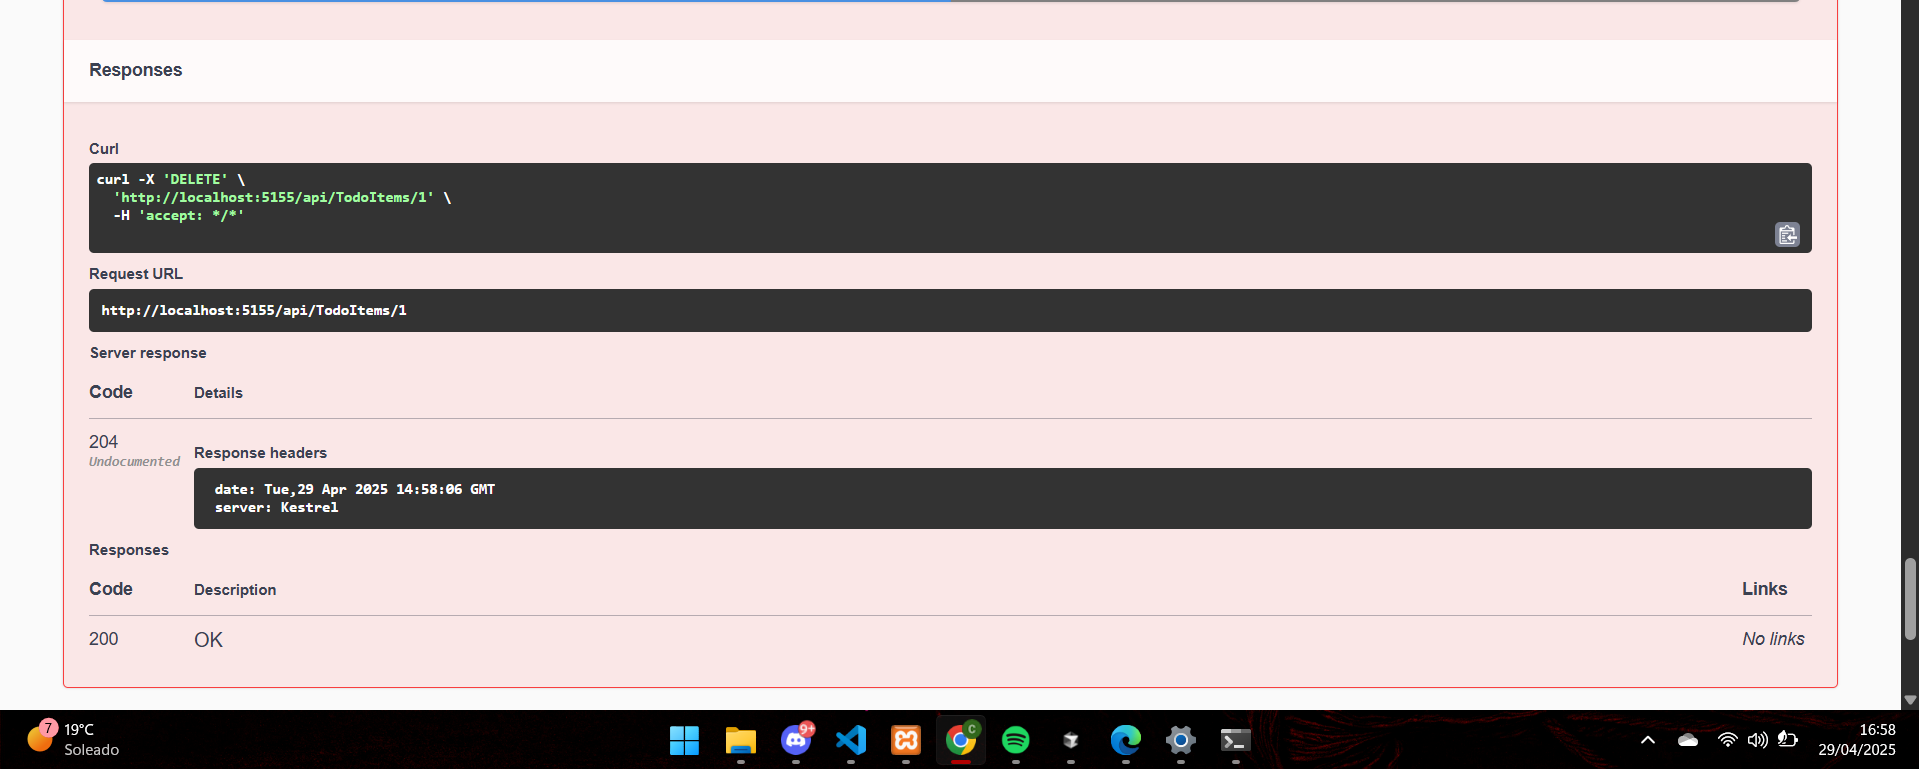 Responses
Curl
curl -X 'DELETE' \
  'http://localhost:5155/api/TodoItems/1' \
  -H 'accept: */*'
Request URL
http://localhost:5155/api/TodoItems/1
Server response
Code Details
204
Undocumented
Response headers
date: Tue,29 Apr 2025 14:58:06 GMT
server: Kestrel
Responses
Code Description Links
200 OK No links
7
19°C
Soleado
9+
C
16:58
29/04/2025